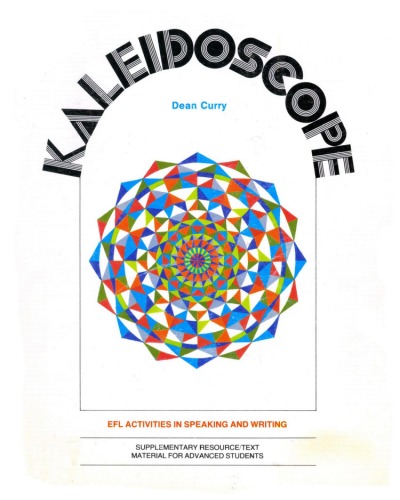 KALEIDOSCOPE
Dean Curry
EFL ACTIVITIES IN SPEAKING AND WRITING
SUPPLEMENTARY RESOURCE/TEXT
MATERIAL FOR ADVANCED STUDENTS